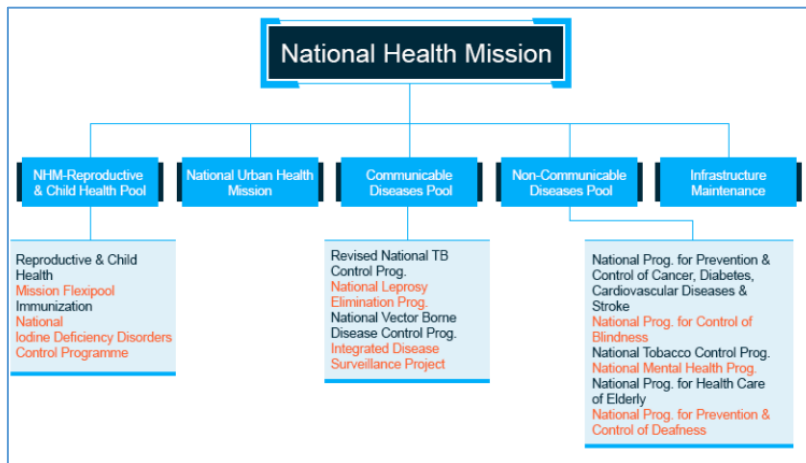 National Health Mission
NHM-Reproductive
& Child Health Pool
National Urban Health
Mission
Communicable
Diseases Pool
Non-Communicable
Diseases Pool
Infrastructure
Maintenance
Reproductive & Child
Health
Mission Flexipool
Immunization
National
Iodine Deficiency Disorders
Control Programme
Revised National TB
Control Prog.
National Leprosy
Elimination Prog.
National Vector Borne
Disease Control Prog.
Integrated Disease
Surveillance Project
National Prog. for Prevention &
Control of Cancer, Diabetes,
Cardiovascular Diseases &
Stroke
National Prog. for Control of
Blindness
National Tobacco Control Prog.
National Mental Health Prog.
National Prog. for Health Care
of Elderly
National Prog. for Prevention &
Control of Deafness